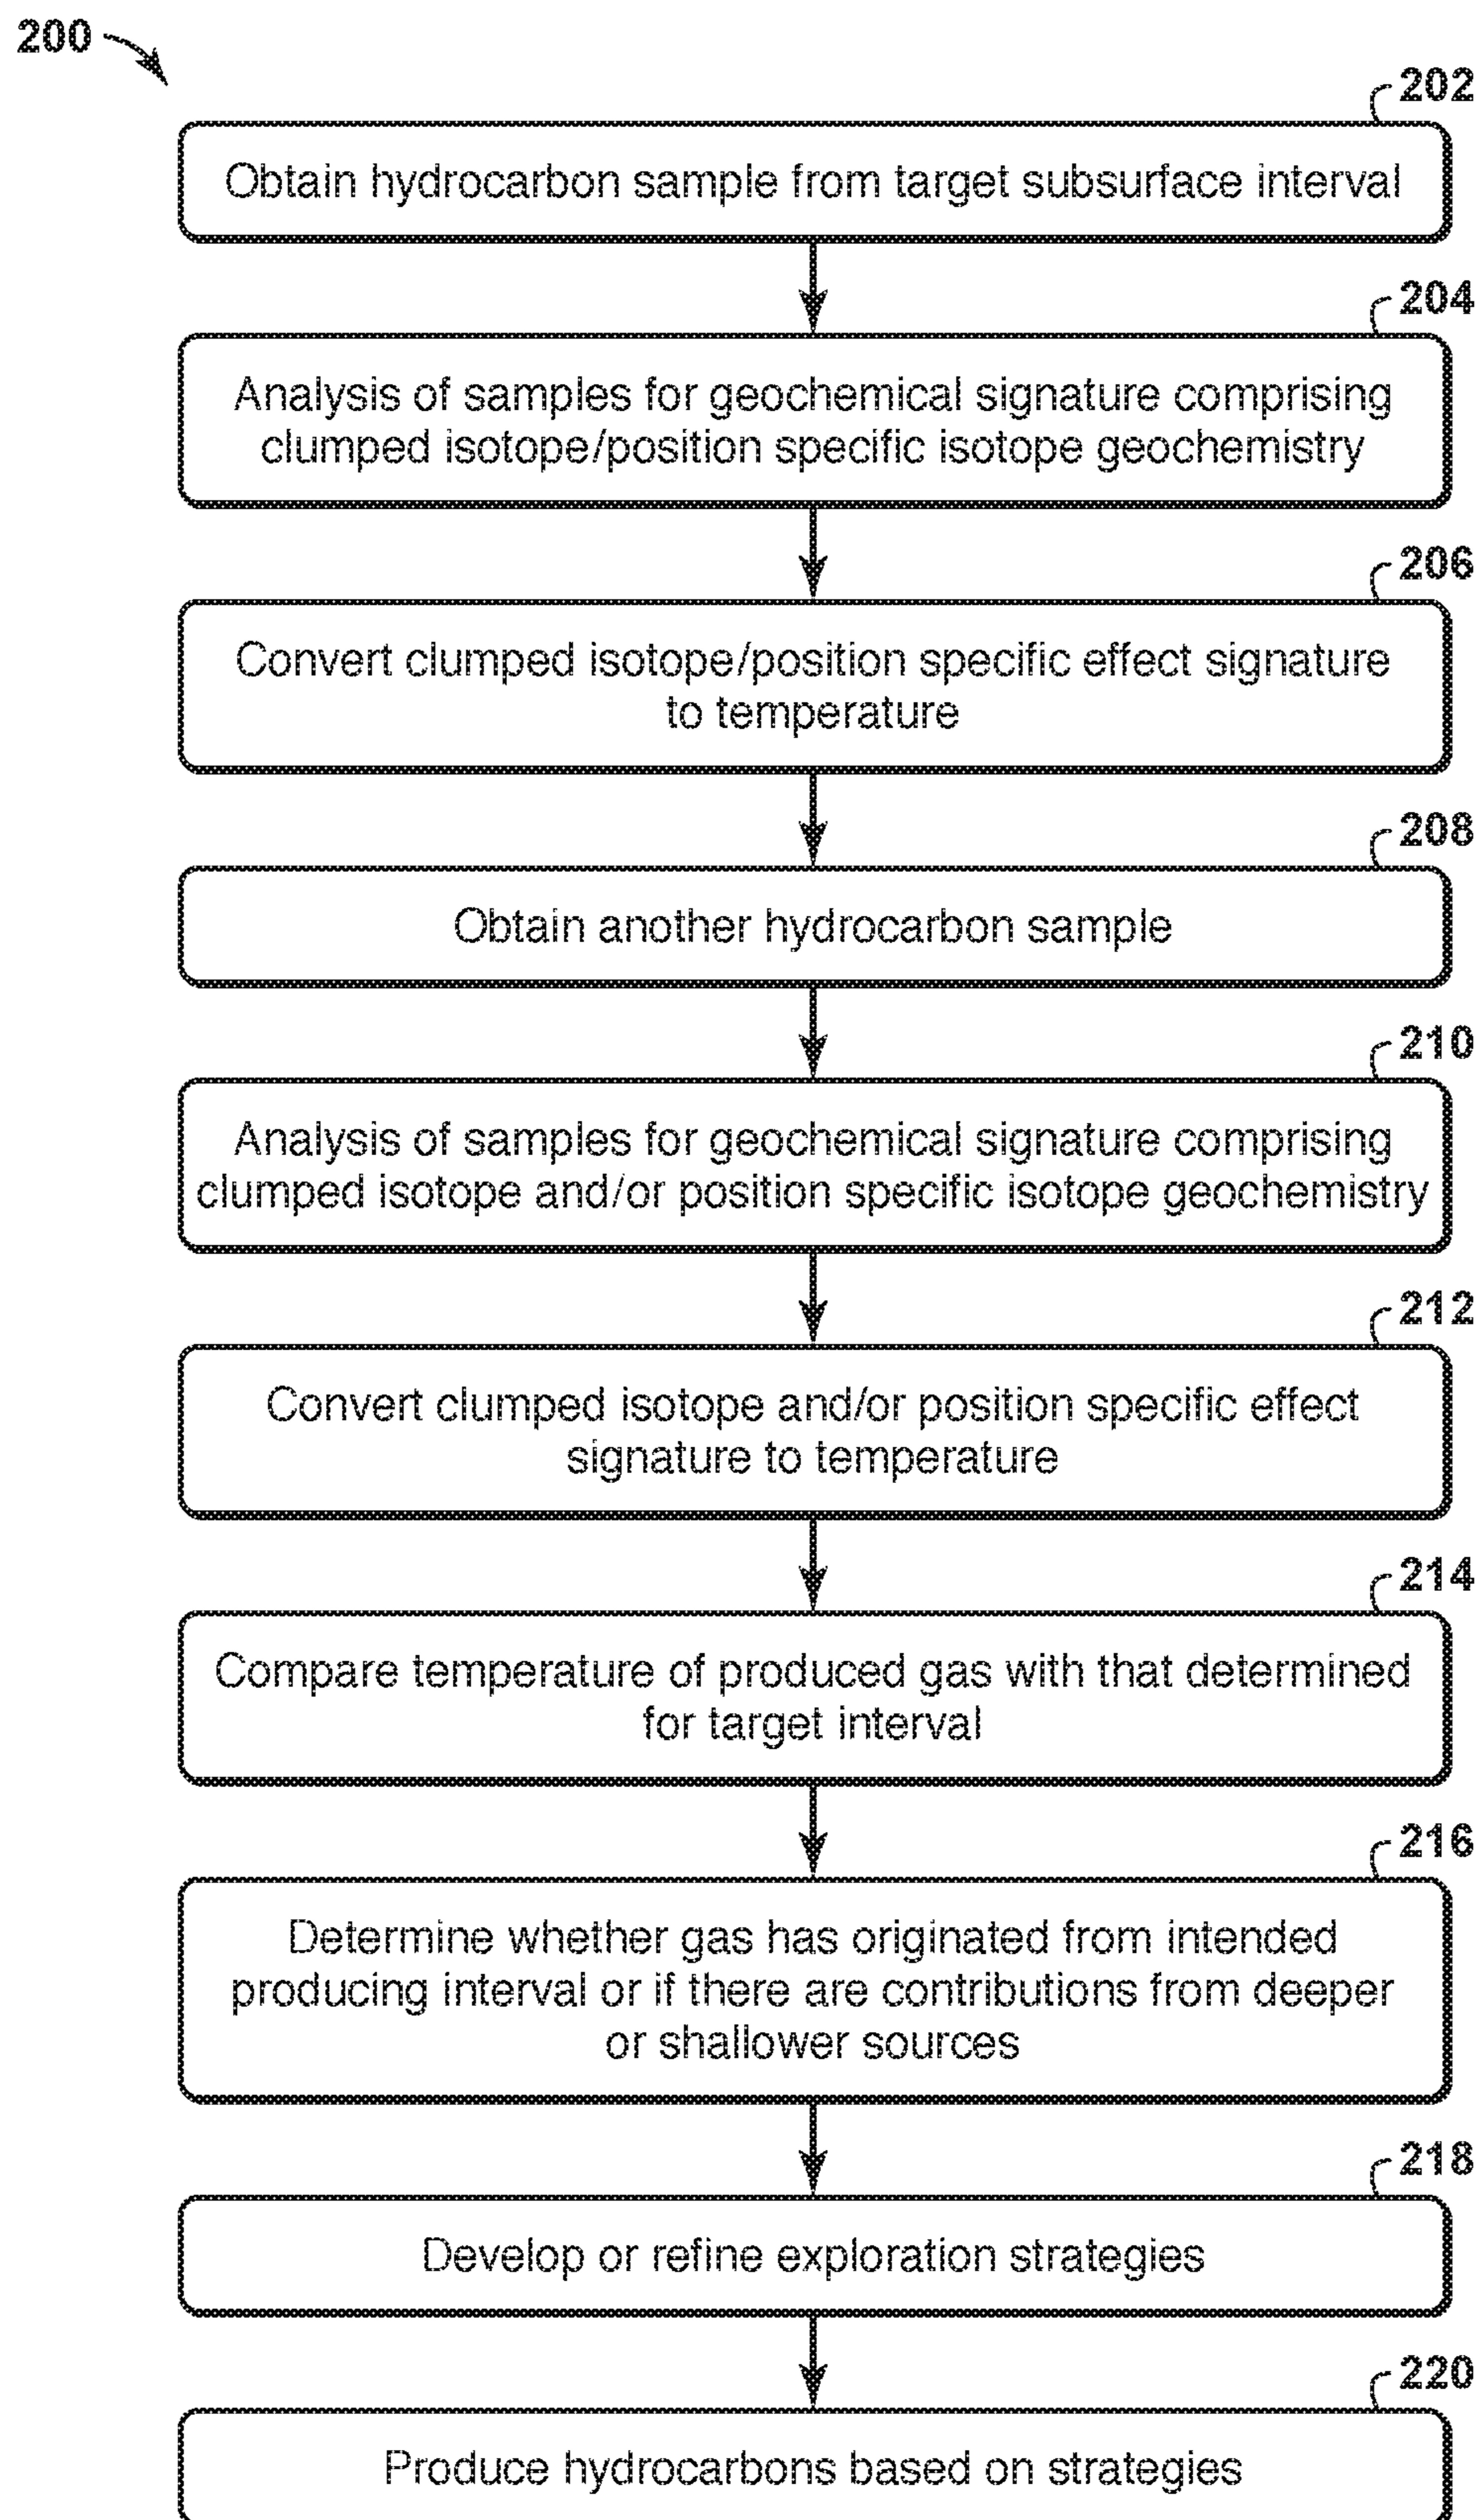 200
202
Obtain hydrocarbon sample from target subsurface interval
204
Analysis of samples for geochemical signature comprising
clumped isotope/position specific isotope geochemistry
206
Convert clumped isotope/position specific effect signature
to temperature
208
Obtain another hydrocarbon sample
210
Analysis of samples for geochemical signature comprising
clumped isotope and/or position specific isotope geochemistry
212
Convert clumped isotope and/or position specific effect
signature to temperature
214
Compare temperature of produced gas with that determined
for target interval
216
Determine whether gas has originated from intended
producing interval or if there are contributions from deeper
or shallower sources
218
Develop or refine exploration strategies
220
Produce hydrocarbons based on strategies